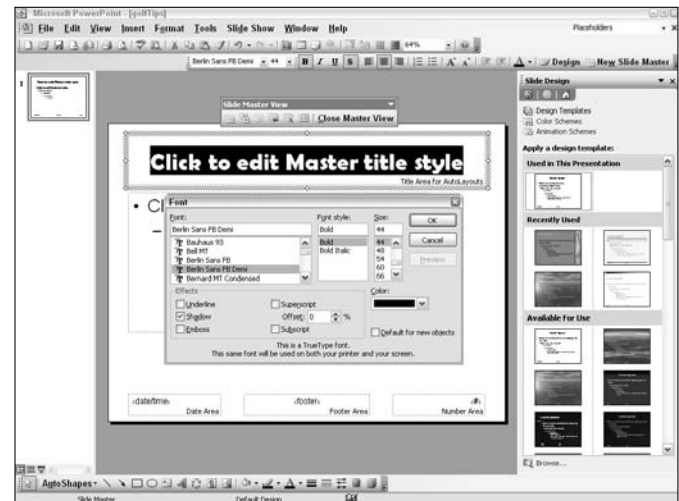 Microsoft PowerPoint - [golfTips]
File Edit View Insert Format Tools Slide Show Window Help
Placeholders
64%
Berlin Sans FB Demi 44 B I U S Design New Slide Master
1
Slide Master View
Close Master View
Click to edit Master title style
Title Area for AutoLayouts
• Cl
–
Font
Font: Font style: Size:
Berlin Sans FB Demi Bold 44 OK
Bauhaus 93 Bold 44 Cancel
Bell MT Bold Italic 48
Berlin Sans FB 54 Preview
Berlin Sans FB Demi 60
Bernard MT Condensed 66
Effects Color:
Underline Superscript
Shadow Offset: 0 %
Emboss Subscript Default for new objects
This is a TrueType font.
This same font will be used on both your printer and your screen.
<date/time> <footer> <#>
Date Area Footer Area Number Area
Slide Design
Design Templates
Color Schemes
Animation Schemes
Apply a design template:
Used in This Presentation
Recently Used
Available For Use
Browse...
AutoShapes
Slide Master Default Design